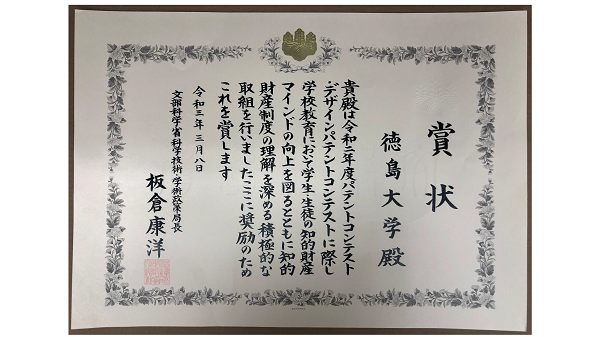 賞状
徳島大学殿
貴殿は令和二年度パテントコンテスト
・デザインパテントコンテストに際し
学校教育において学生・生徒の知的財産
マインドの向上を図るとともに知的
財産制度の理解を深める積極的な
取組を行いましたここに奨励のため
これを賞します
令和三年三月八日
文部科学省科学技術・学術政策局長
板倉康洋